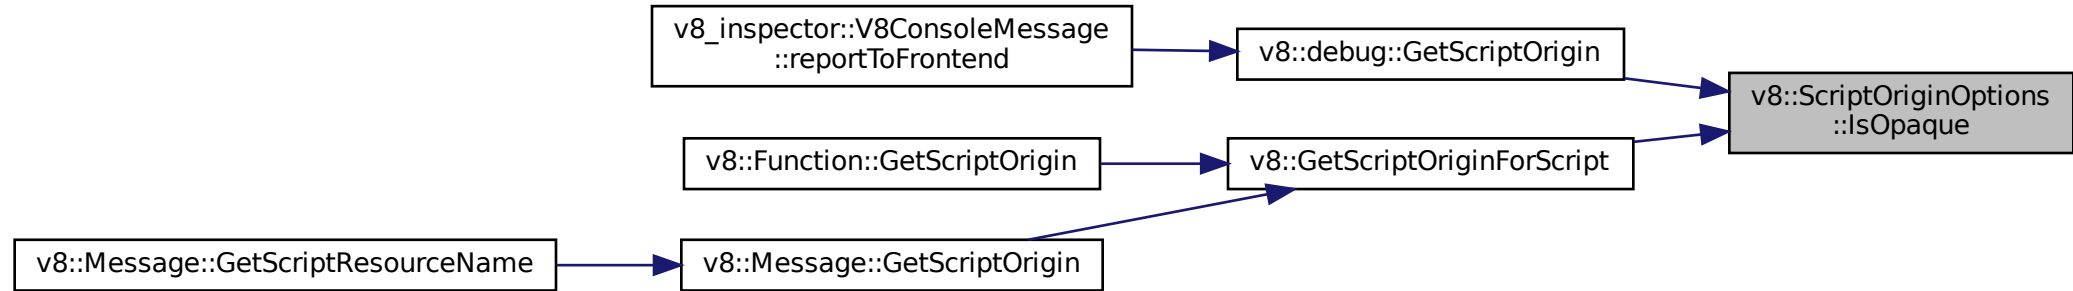 v8_inspector::V8ConsoleMessage
::reportToFrontend
v8::debug::GetScriptOrigin
v8::ScriptOriginOptions
::IsOpaque
v8::Function::GetScriptOrigin
v8::GetScriptOriginForScript
v8::Message::GetScriptResourceName
v8::Message::GetScriptOrigin